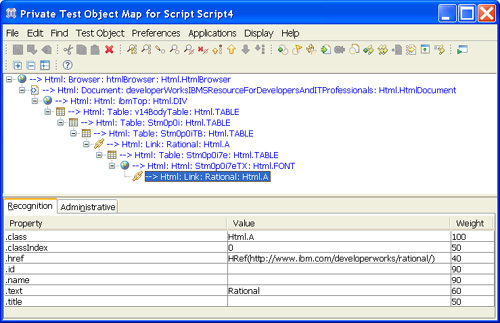 Private Test Object Map for Script Script4
File Edit Find Test Object Preferences Applications Display Help
--> Html: Browser: htmlBrowser: Html.HtmlBrowser
--> Html: Document: developerWorksIBMSResourceForDevelopersAndITProfessionals: Html.HtmlDocument
--> Html: Html: ibmTop: Html.DIV
--> Html: Table: v14BodyTable: Html.TABLE
--> Html: Table: Stm0p0i: Html.TABLE
--> Html: Table: Stm0p0iTB: Html.TABLE
--> Html: Link: Rational: Html.A
--> Html: Table: Stm0p0i7e: Html.TABLE
--> Html: Html: Stm0p0i7eTX: Html.FONT
--> Html: Link: Rational: Html.A
Recognition Administrative
Property Value Weight
.class Html.A 100
.classIndex 0 50
.href HRef(http://www.ibm.com/developerworks/rational/) 40
.id 90
.name 90
.text Rational 60
.title 50